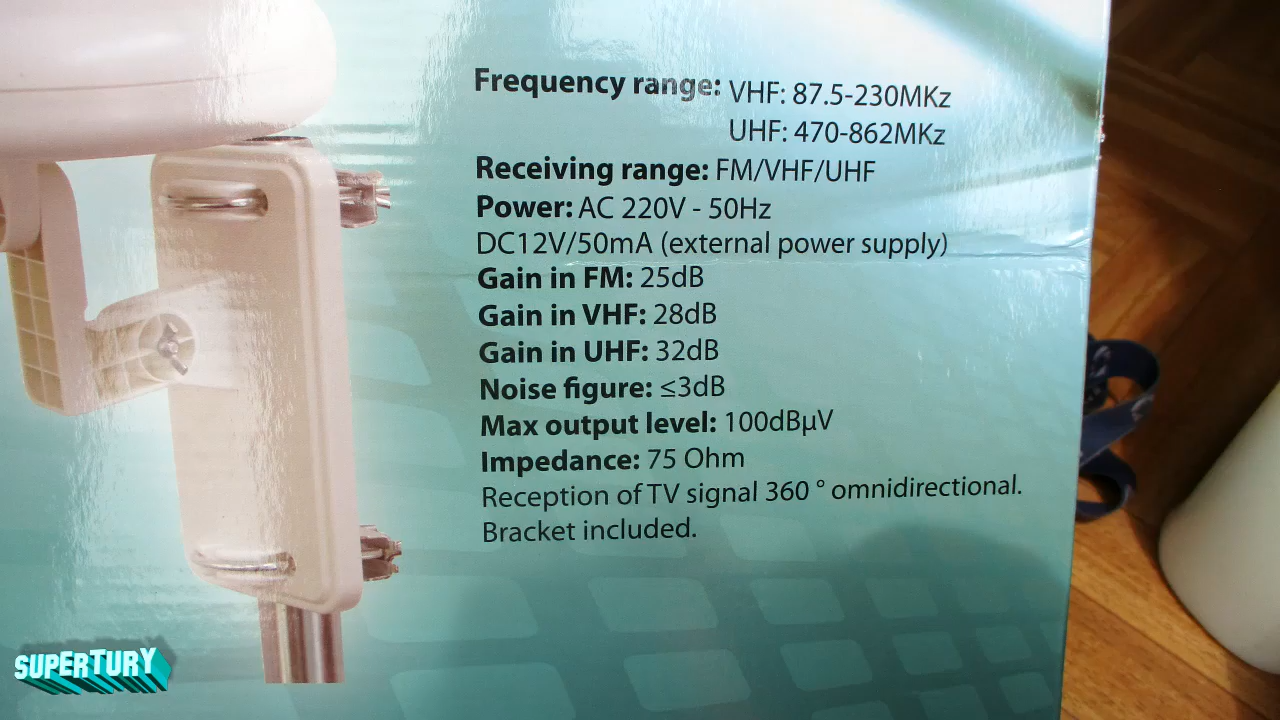 Frequency range: VHF: 87.5-230MKz
UHF: 470-862MKz
Receiving range: FM/VHF/UHF
Power: AC 220V - 50Hz
DC12V/50mA (external power supply)
Gain in FM: 25dB
Gain in VHF: 28dB
Gain in UHF: 32dB
Noise figure: ≤3dB
Max output level: 100dBµV
Impedance: 75 Ohm
Reception of TV signal 360 ° omnidirectional.
Bracket included.
SUPERTURY